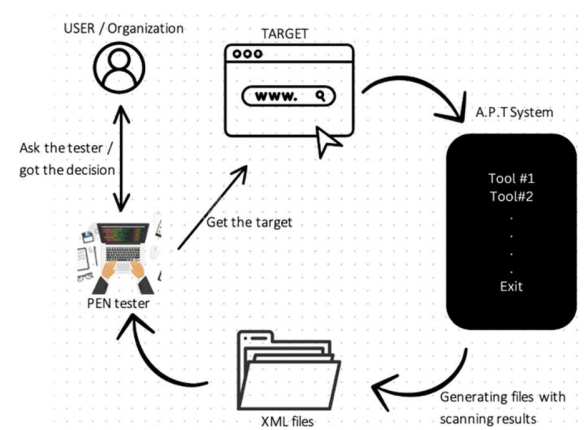 USER / Organization
TARGET
www.
A.P.T System
Ask the tester /
got the decision
Tool #1
Tool#2
.
.
.
.
Exit
Get the target
PEN tester
XML files
Generating files with
scanning results